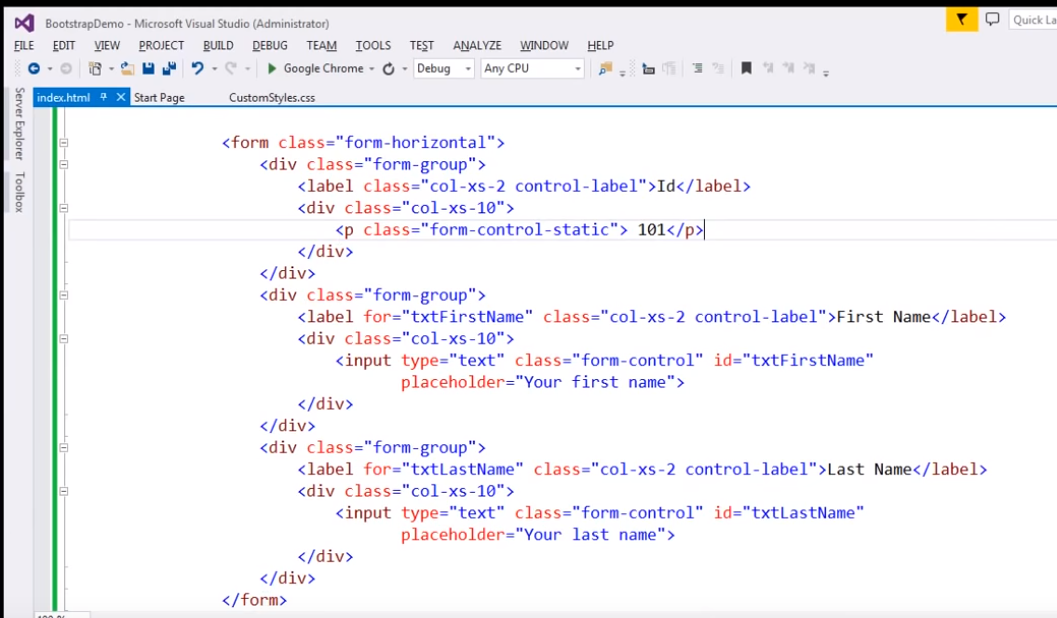 BootstrapDemo - Microsoft Visual Studio (Administrator)
Quick La
FILE EDIT VIEW PROJECT BUILD DEBUG TEAM TOOLS TEST ANALYZE WINDOW HELP
Google Chrome Debug Any CPU
index.html Start Page CustomStyles.css
Server Explorer
Toolbox
<form class="form-horizontal">
<div class="form-group">
<label class="col-xs-2 control-label">Id</label>
<div class="col-xs-10">
<p class="form-control-static"> 101</p>
</div>
</div>
<div class="form-group">
<label for="txtFirstName" class="col-xs-2 control-label">First Name</label>
<div class="col-xs-10">
<input type="text" class="form-control" id="txtFirstName"
placeholder="Your first name">
</div>
</div>
<div class="form-group">
<label for="txtLastName" class="col-xs-2 control-label">Last Name</label>
<div class="col-xs-10">
<input type="text" class="form-control" id="txtLastName"
placeholder="Your last name">
</div>
</div>
</form>